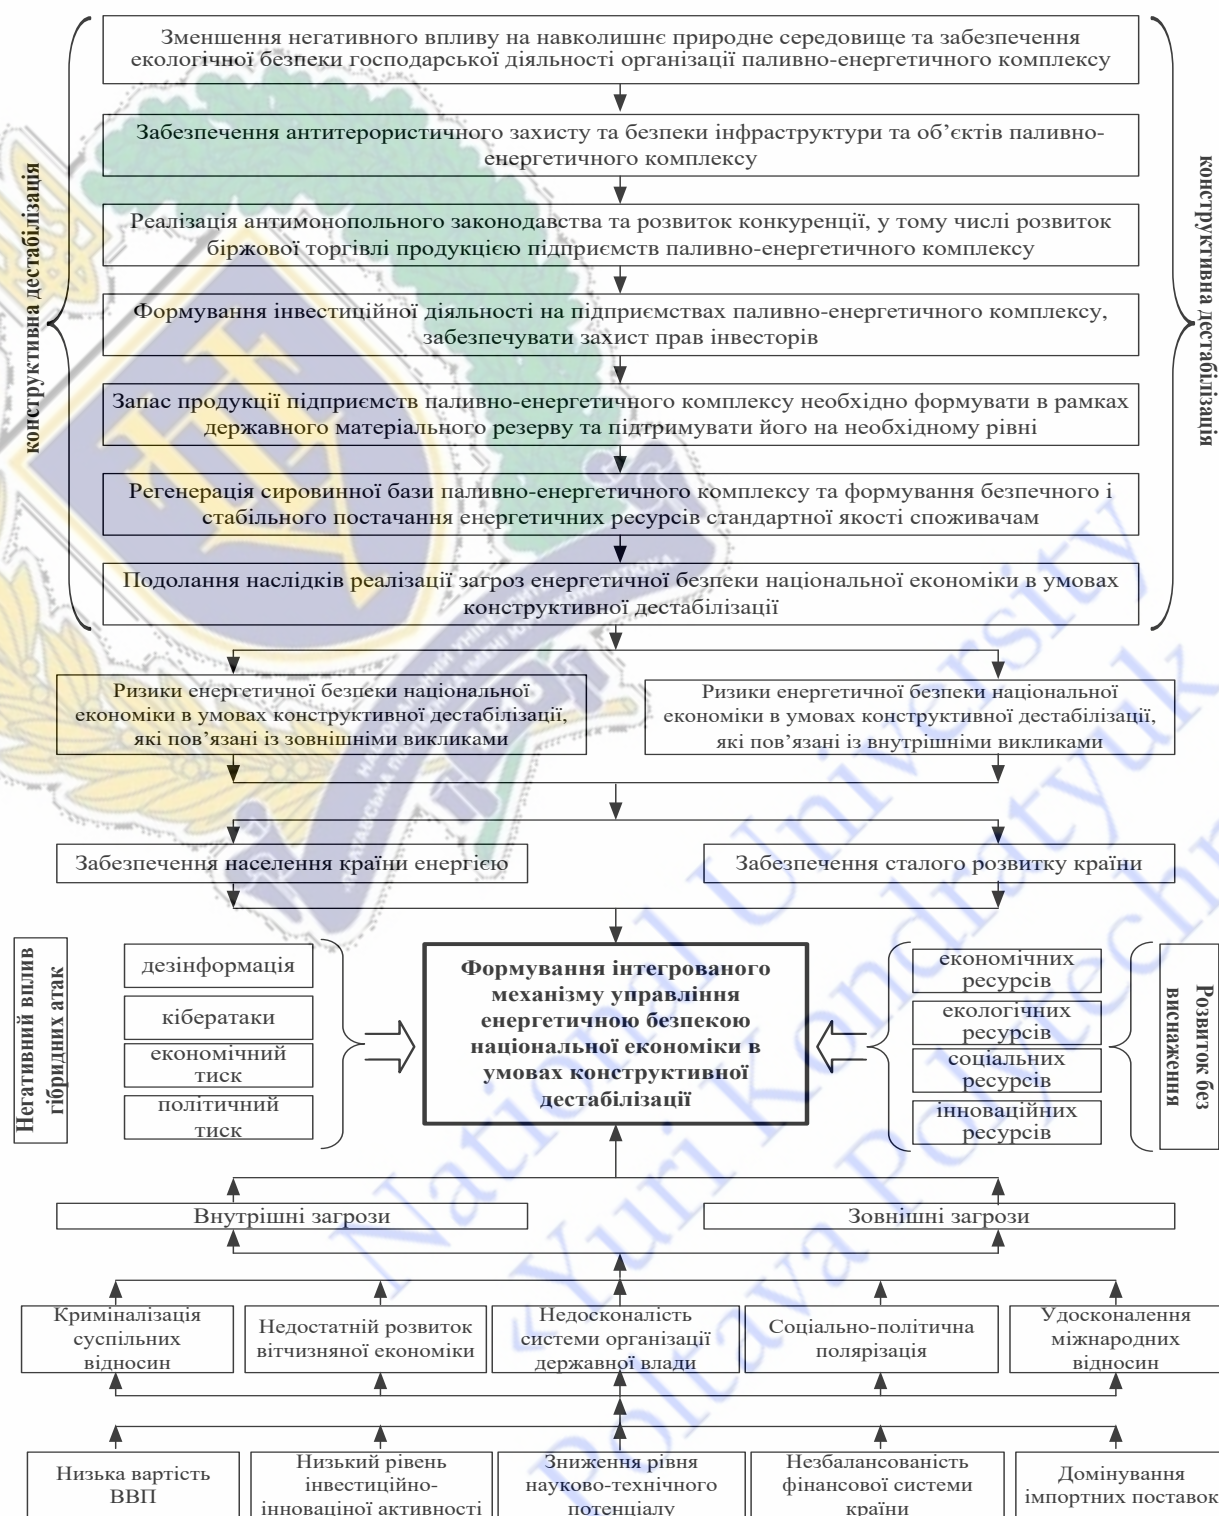 Зменшення негативного впливу на навколишнє природне середовище та забезпечення
екологічної безпеки господарської діяльності організації паливно-енергетичного комплексу
Забезпечення антитерористичного захисту та безпеки інфраструктури та об’єктів паливно-
енергетичного комплексу
Реалізація антимонопольного законодавства та розвиток конкуренції, у тому числі розвиток
біржової торгівлі продукцією підприємств паливно-енергетичного комплексу
Формування інвестиційної діяльності на підприємствах паливно-енергетичного комплексу,
забезпечувати захист прав інвесторів
Запас продукції підприємств паливно-енергетичного комплексу необхідно формувати в рамках
державного матеріального резерву та підтримувати його на необхідному рівні
Регенерація сировинної бази паливно-енергетичного комплексу та формування безпечного і
стабільного постачання енергетичних ресурсів стандартної якості споживачам
Подолання наслідків реалізації загроз енергетичної безпеки національної економіки в умовах
конструктивної дестабілізації
конструктивна дестабілізація
конструктивна дестабілізація
Ризики енергетичної безпеки національної
економіки в умовах конструктивної дестабілізації,
які пов’язані із зовнішніми викликами
Ризики енергетичної безпеки національної
економіки в умовах конструктивної дестабілізації,
які пов’язані із внутрішніми викликами
Забезпечення населення країни енергією
Забезпечення сталого розвитку країни
Негативний вплив
гібридних атак
дезінформація
кібератаки
економічний
тиск
політичний
тиск
Формування інтегрованого
механізму управління
енергетичною безпекою
національної економіки в
умовах конструктивної
дестабілізації
економічних
ресурсів
екологічних
ресурсів
соціальних
ресурсів
інноваційних
ресурсів
Розвиток без
виснаження
Внутрішні загрози
Зовнішні загрози
Криміналізація
суспільних
відносин
Недостатній розвиток
вітчизняної економіки
Недосконалість
системи організації
державної влади
Соціально-політична
полярізація
Удосконалення
міжнародних
відносин
Низька вартість
ВВП
Низький рівень
інвестиційно-
інноваціної активності
Зниження рівня
науково-технічного
потенціалу
Незбалансованість
фінансової системи
країни
Домінування
імпортних поставок
National University
«Yuri Kondratyuk
Poltava Polytechn